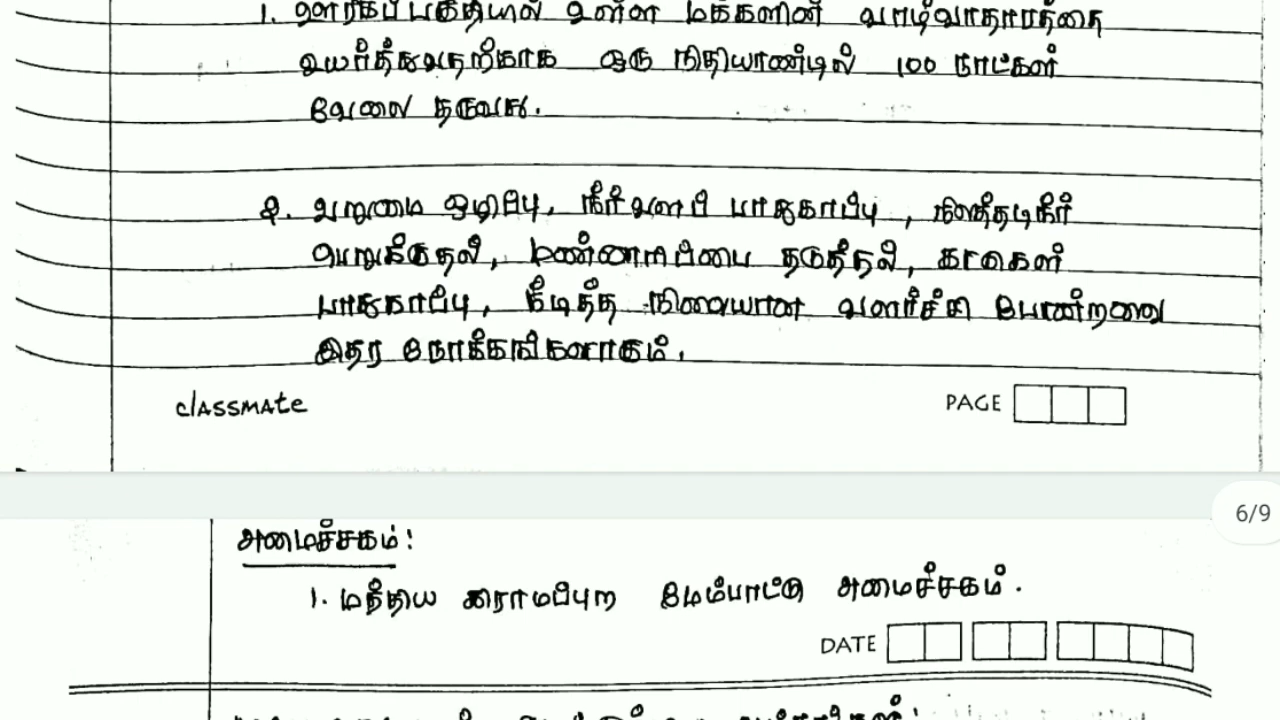 1. ஊரகப் பகுதியில் உள்ள மக்களின் வாழ்வாதாரத்தை
உயர்த்துவதற்காக ஒரு நிதியாண்டில் 100 நாட்கள்
வேலை தருவது.
2. வறுமை ஒழிப்பு, நீர்வளப் பாதுகாப்பு, நிலத்தடிநீர்
பெறுக்குதல், மண்ணரிப்பை தடுத்தல், காடுகள்
பாதுகாப்பு, நீடித்த நிலையான வளர்ச்சி போன்றவை
இதர நோக்கங்களாகும்.
classmate
PAGE
6/9
அமைச்சகம்:
1. மத்திய கிராமப்புற மேம்பாட்டு அமைச்சகம்.
DATE